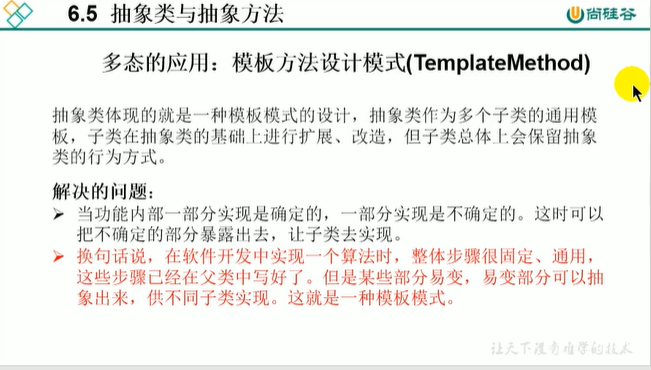 6.5 抽象类与抽象方法
尚硅谷
多态的应用：模板方法设计模式(TemplateMethod)
抽象类体现的就是一种模板模式的设计，抽象类作为多个子类的通用模
板，子类在抽象类的基础上进行扩展、改造，但子类总体上会保留抽象
类的行为方式。
解决的问题：
➢ 当功能内部一部分实现是确定的，一部分实现是不确定的。这时可以
把不确定的部分暴露出去，让子类去实现。
➢ 换句话说，在软件开发中实现一个算法时，整体步骤很固定、通用，
这些步骤已经在父类中写好了。但是某些部分易变，易变部分可以抽
象出来，供不同子类实现。这就是一种模板模式。
让天下没有难学的技术